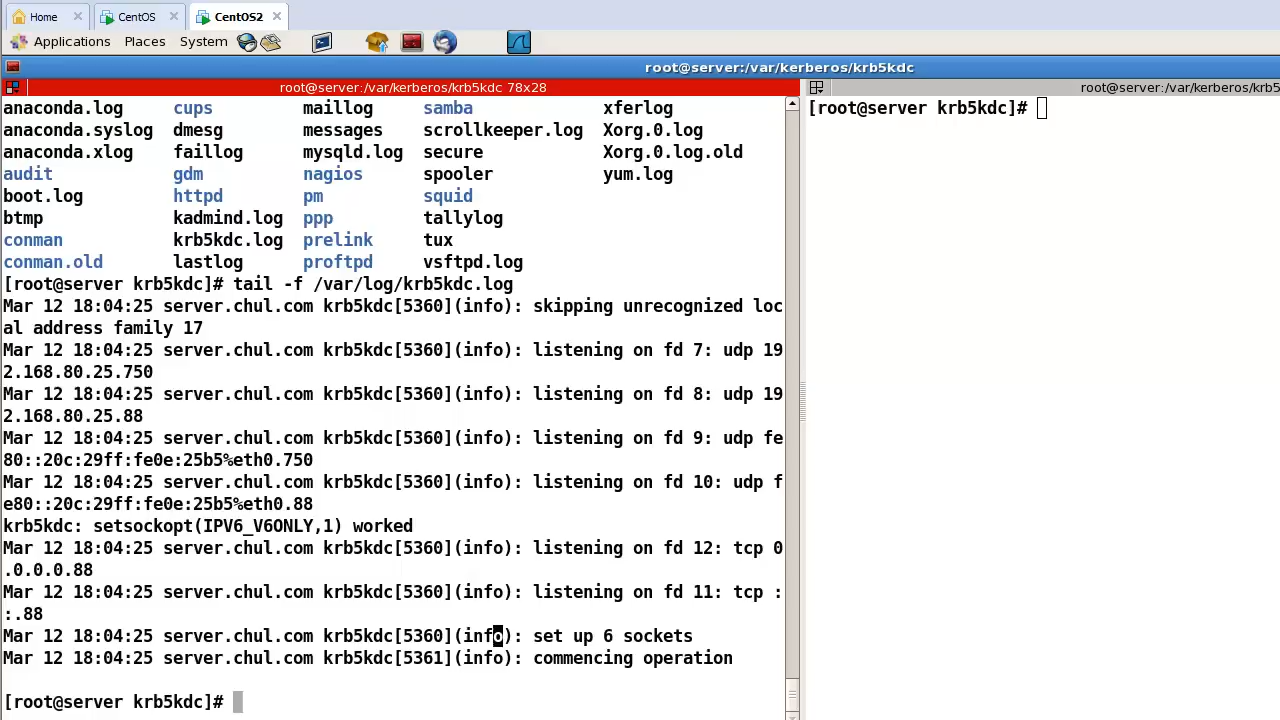 Home CentOS CentOS2
Applications Places System
root@server:/var/kerberos/krb5kdc
root@server:/var/kerberos/krb5kdc 78x28
root@server:/var/kerberos/krb5
anaconda.log cups maillog samba xferlog
anaconda.syslog dmesg messages scrollkeeper.log Xorg.0.log
anaconda.xlog faillog mysqld.log secure Xorg.0.log.old
audit gdm nagios spooler yum.log
boot.log httpd pm squid
btmp kadmind.log ppp tallylog
conman krb5kdc.log prelink tux
conman.old lastlog proftpd vsftpd.log
[root@server krb5kdc]# tail -f /var/log/krb5kdc.log
Mar 12 18:04:25 server.chul.com krb5kdc[5360](info): skipping unrecognized loc
al address family 17
Mar 12 18:04:25 server.chul.com krb5kdc[5360](info): listening on fd 7: udp 19
2.168.80.25.750
Mar 12 18:04:25 server.chul.com krb5kdc[5360](info): listening on fd 8: udp 19
2.168.80.25.88
Mar 12 18:04:25 server.chul.com krb5kdc[5360](info): listening on fd 9: udp fe
80::20c:29ff:fe0e:25b5%eth0.750
Mar 12 18:04:25 server.chul.com krb5kdc[5360](info): listening on fd 10: udp f
e80::20c:29ff:fe0e:25b5%eth0.88
krb5kdc: setsockopt(IPV6_V6ONLY,1) worked
Mar 12 18:04:25 server.chul.com krb5kdc[5360](info): listening on fd 12: tcp 0
.0.0.0.88
Mar 12 18:04:25 server.chul.com krb5kdc[5360](info): listening on fd 11: tcp :
:.88
Mar 12 18:04:25 server.chul.com krb5kdc[5360](info): set up 6 sockets
Mar 12 18:04:25 server.chul.com krb5kdc[5361](info): commencing operation
[root@server krb5kdc]#
[root@server krb5kdc]#